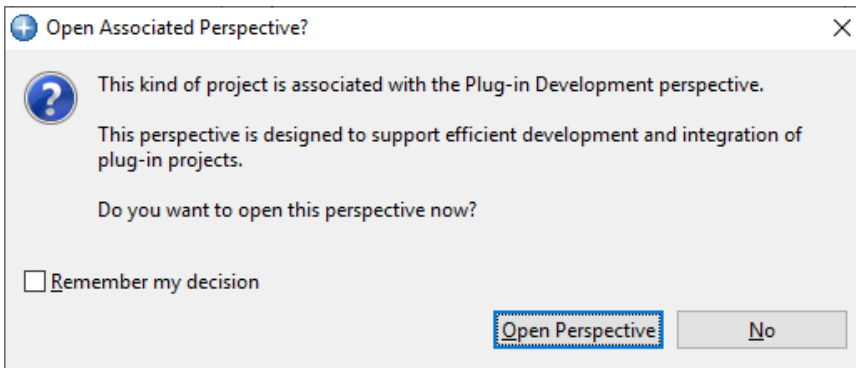 Open Associated Perspective?
This kind of project is associated with the Plug-in Development perspective.
This perspective is designed to support efficient development and integration of
plug-in projects.
Do you want to open this perspective now?
Remember my decision
Open Perspective
No